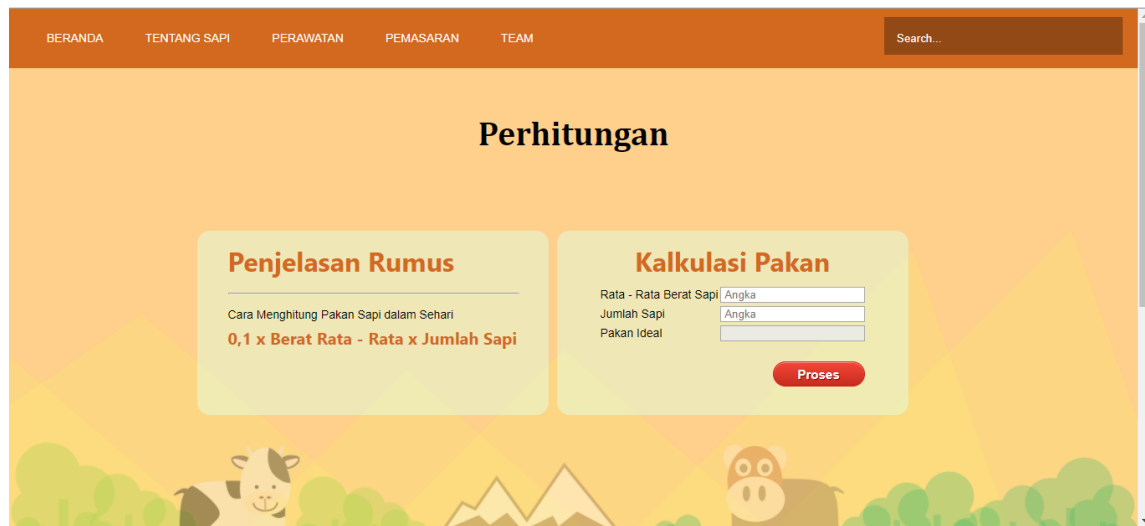 BERANDA TENTANG SAPI PERAWATAN PEMASARAN TEAM Search...
Perhitungan
Penjelasan Rumus
Cara Menghitung Pakan Sapi dalam Sehari
0,1 x Berat Rata - Rata x Jumlah Sapi
Kalkulasi Pakan
Rata - Rata Berat Sapi Angka
Jumlah Sapi Angka
Pakan Ideal
Proses